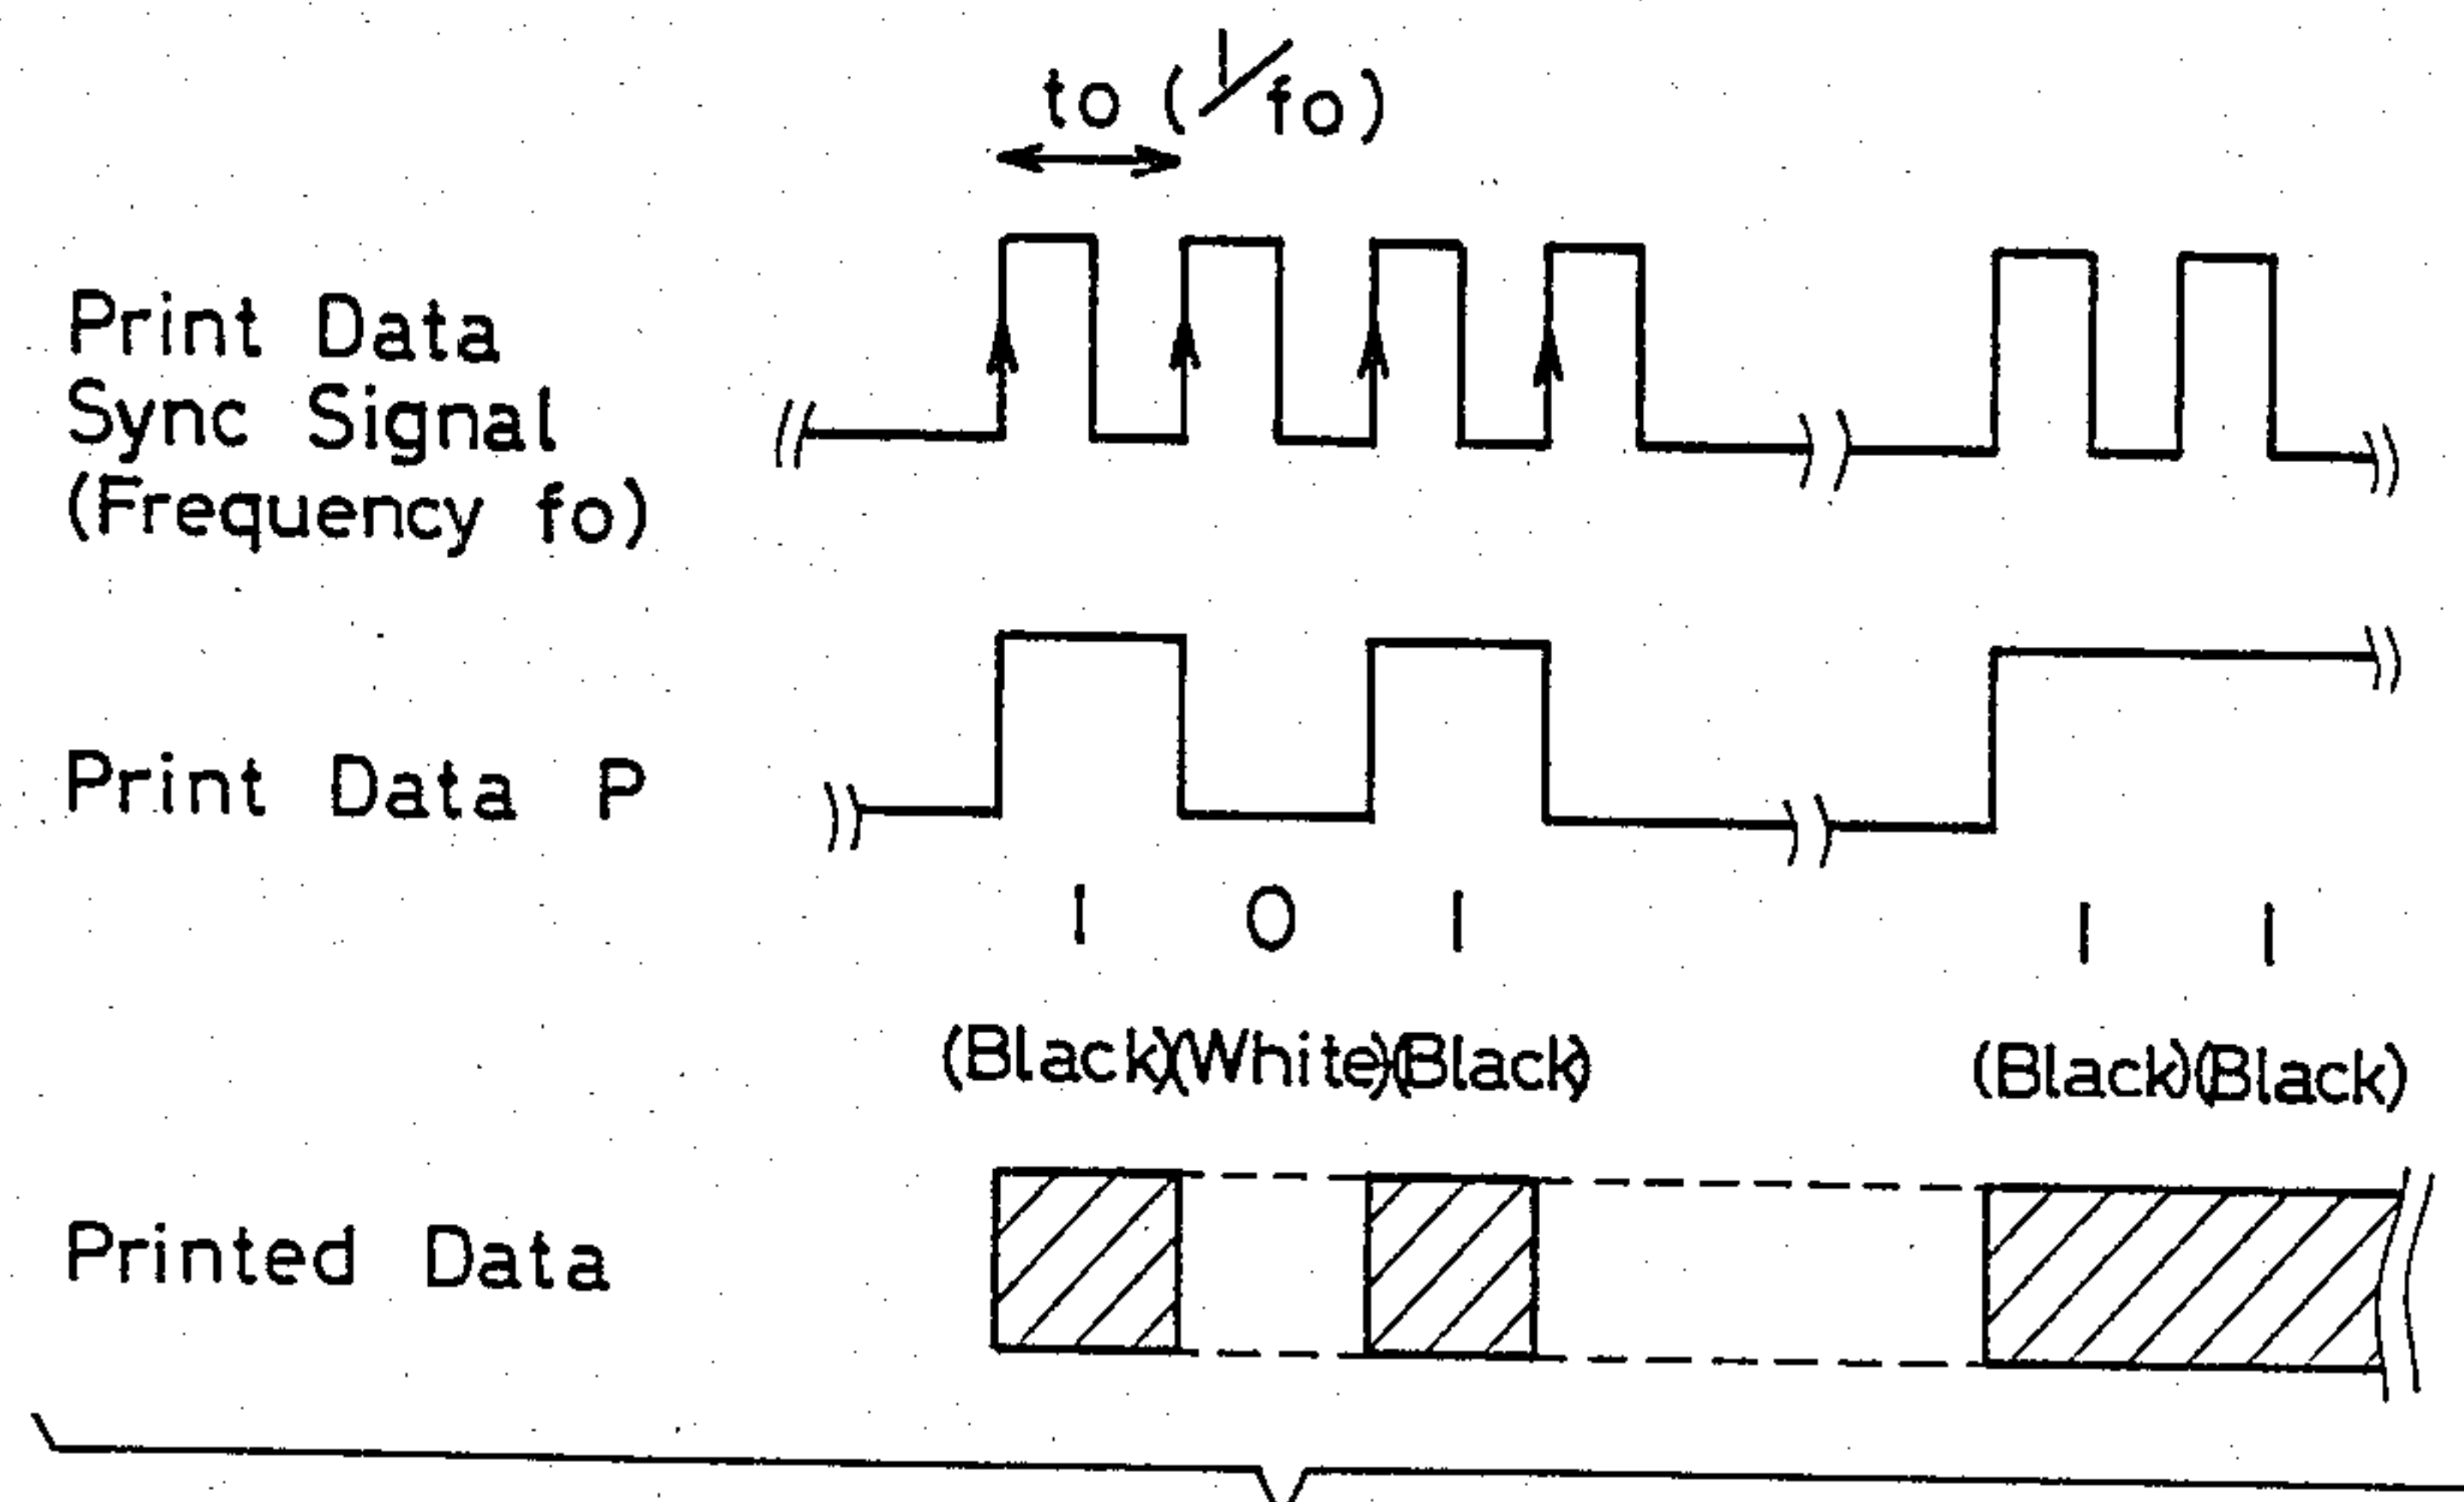 to (1/fo)
Print Data
Sync Signal
(Frequency fo)
Print Data P
1 0 1 1 1
(Black)(White)(Black) (Black)(Black)
Printed Data